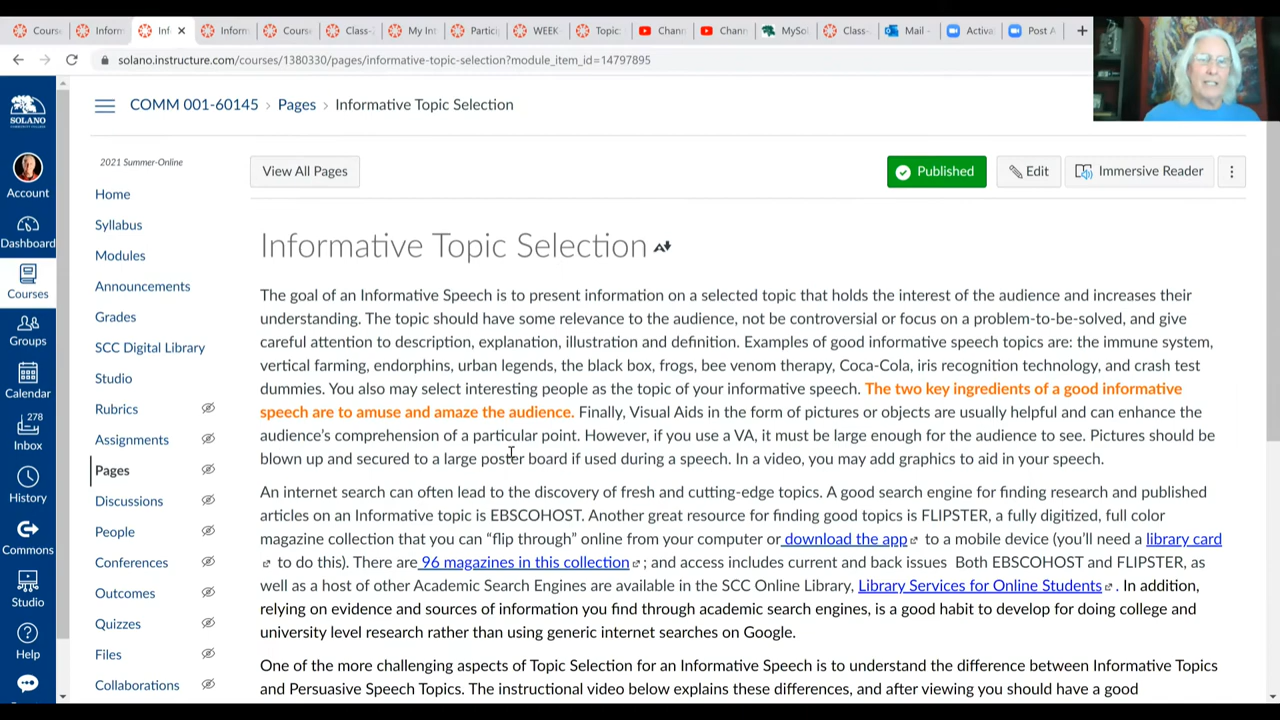 Cours
Inform
Inf
Inform
Cours
Class-
My Int
Partici
WEEK
Topic:
Chann
Chann
MySol
Class-
Mail -
Activa
Post A
solano.instructure.com/courses/1380330/pages/informative-topic-selection?module_item_id=14797895
SOLANO
COMMUNITY COLLEGE
Account
Dashboard
Courses
Groups
Calendar
278
Inbox
History
Commons
Studio
Help
COMM 001-60145 > Pages > Informative Topic Selection
2021 Summer-Online
Home
Syllabus
Modules
Announcements
Grades
SCC Digital Library
Studio
Rubrics
Assignments
Pages
Discussions
People
Conferences
Outcomes
Quizzes
Files
Collaborations
View All Pages
Published
Edit
Immersive Reader
Informative Topic Selection
The goal of an Informative Speech is to present information on a selected topic that holds the interest of the audience and increases their
understanding. The topic should have some relevance to the audience, not be controversial or focus on a problem-to-be-solved, and give
careful attention to description, explanation, illustration and definition. Examples of good informative speech topics are: the immune system,
vertical farming, endorphins, urban legends, the black box, frogs, bee venom therapy, Coca-Cola, iris recognition technology, and crash test
dummies. You also may select interesting people as the topic of your informative speech. The two key ingredients of a good informative
speech are to amuse and amaze the audience. Finally, Visual Aids in the form of pictures or objects are usually helpful and can enhance the
audience's comprehension of a particular point. However, if you use a VA, it must be large enough for the audience to see. Pictures should be
blown up and secured to a large poster board if used during a speech. In a video, you may add graphics to aid in your speech.
An internet search can often lead to the discovery of fresh and cutting-edge topics. A good search engine for finding research and published
articles on an Informative topic is EBSCOHOST. Another great resource for finding good topics is FLIPSTER, a fully digitized, full color
magazine collection that you can “flip through” online from your computer or download the app to a mobile device (you'll need a library card
to do this). There are 96 magazines in this collection ; and access includes current and back issues Both EBSCOHOST and FLIPSTER, as
well as a host of other Academic Search Engines are available in the SCC Online Library, Library Services for Online Students . In addition,
relying on evidence and sources of information you find through academic search engines, is a good habit to develop for doing college and
university level research rather than using generic internet searches on Google.
One of the more challenging aspects of Topic Selection for an Informative Speech is to understand the difference between Informative Topics
and Persuasive Speech Topics. The instructional video below explains these differences, and after viewing you should have a good